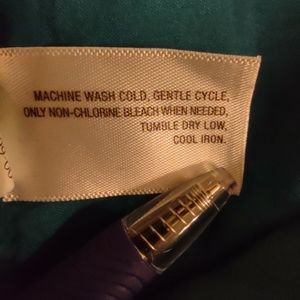 MACHINE WASH COLD, GENTLE CYCLE,
ONLY NON-CHLORINE BLEACH WHEN NEEDED,
TUMBLE DRY LOW,
COOL IRON.